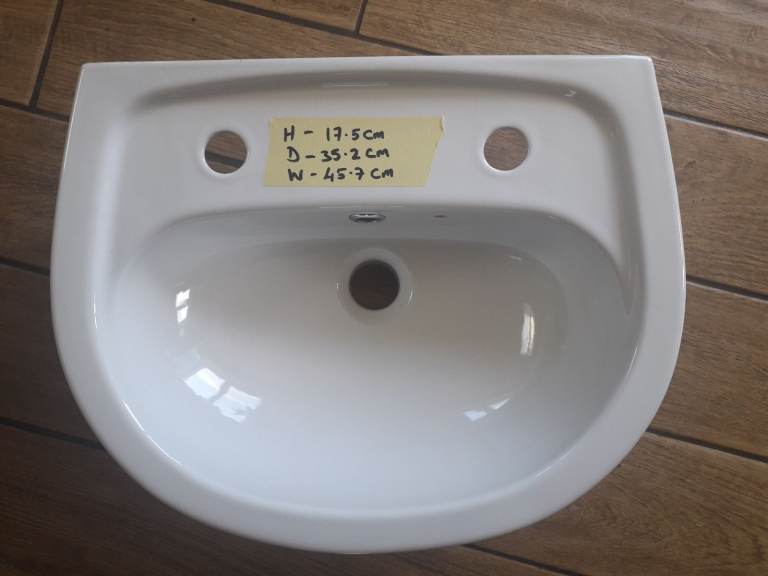 H - 17.5cm
D - 35.2cm
W - 45.7cm